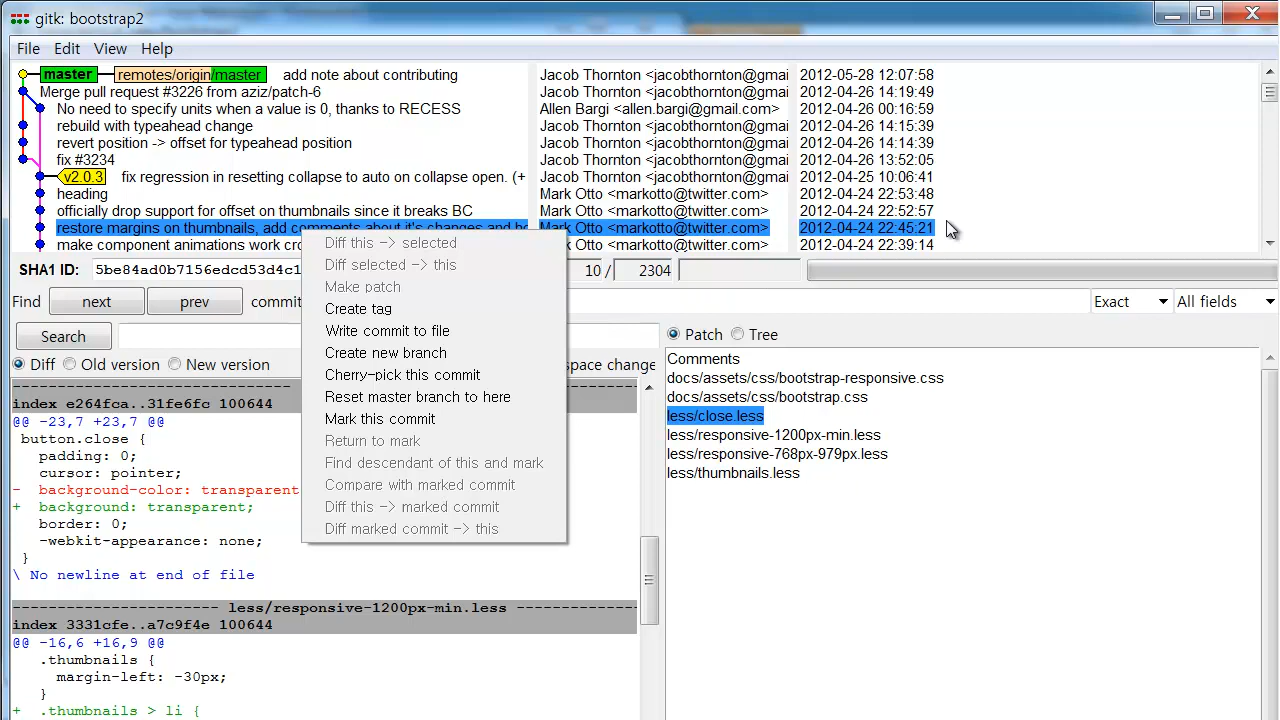 gitk: bootstrap2
File Edit View Help
master remotes/origin/master add note about contributing Jacob Thornton <jacobthornton@gmai 2012-05-28 12:07:58
Merge pull request #3226 from aziz/patch-6 Jacob Thornton <jacobthornton@gmai 2012-04-26 14:19:49
No need to specify units when a value is 0, thanks to RECESS Allen Bargi <allen.bargi@gmail.com> 2012-04-26 00:16:59
rebuild with typeahead change Jacob Thornton <jacobthornton@gmai 2012-04-26 14:15:39
revert position -> offset for typeahead position Jacob Thornton <jacobthornton@gmai 2012-04-26 14:14:39
fix #3234 Jacob Thornton <jacobthornton@gmai 2012-04-26 13:52:05
v2.0.3 fix regression in resetting collapse to auto on collapse open. (+ Jacob Thornton <jacobthornton@gmai 2012-04-25 10:06:41
heading Mark Otto <markotto@twitter.com> 2012-04-24 22:53:48
officially drop support for offset on thumbnails since it breaks BC Mark Otto <markotto@twitter.com> 2012-04-24 22:52:57
restore margins on thumbnails, add comments about it's changes and Mark Otto <markotto@twitter.com> 2012-04-24 22:45:21
make component animations work Mark Otto <markotto@twitter.com> 2012-04-24 22:39:14
SHA1 ID: 5be84ad0b7156edcd53d4c1 10 / 2304
Find next prev commit Exact All fields
Search
Diff Old version New version space change
Patch Tree
Diff this -> selected
Diff selected -> this
Make patch
Create tag
Write commit to file
Create new branch
Cherry-pick this commit
Reset master branch to here
Mark this commit
Return to mark
Find descendant of this and mark
Compare with marked commit
Diff this -> marked commit
Diff marked commit -> this
index e264fca..31fe6fc 100644
@@ -23,7 +23,7 @@
button.close {
padding: 0;
cursor: pointer;
- background-color: transparent
+ background: transparent;
border: 0;
-webkit-appearance: none;
}
\ No newline at end of file
---------------------- less/responsive-1200px-min.less -------------
index 3331cfe..a7c9f4e 100644
@@ -16,6 +16,9 @@
.thumbnails {
margin-left: -30px;
}
+ .thumbnails > li {
Comments
docs/assets/css/bootstrap-responsive.css
docs/assets/css/bootstrap.css
less/close.less
less/responsive-1200px-min.less
less/responsive-768px-979px.less
less/thumbnails.less